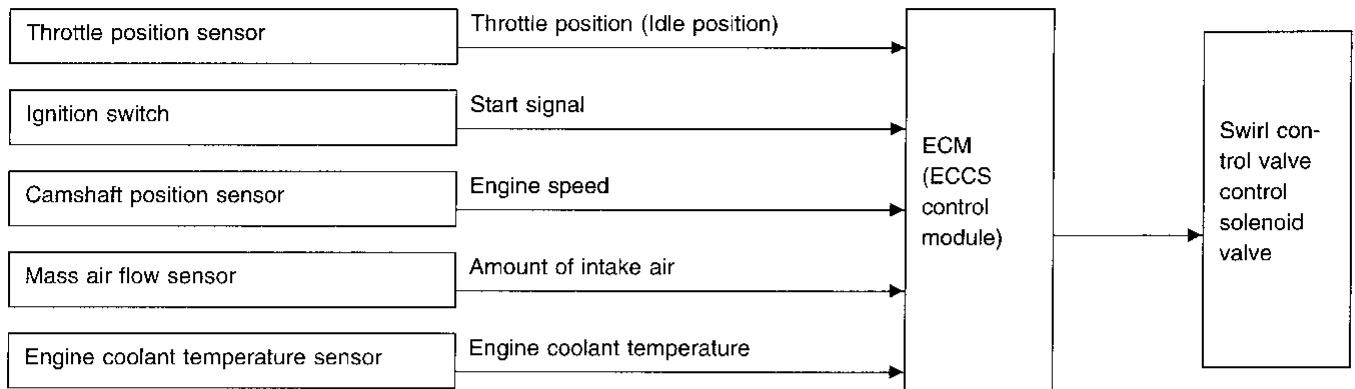 Throttle position sensor
Throttle position (Idle position)
Ignition switch
Start signal
Camshaft position sensor
Engine speed
Mass air flow sensor
Amount of intake air
Engine coolant temperature sensor
Engine coolant temperature
ECM
(ECCS
control
module)
Swirl con-
trol valve
control
solenoid
valve